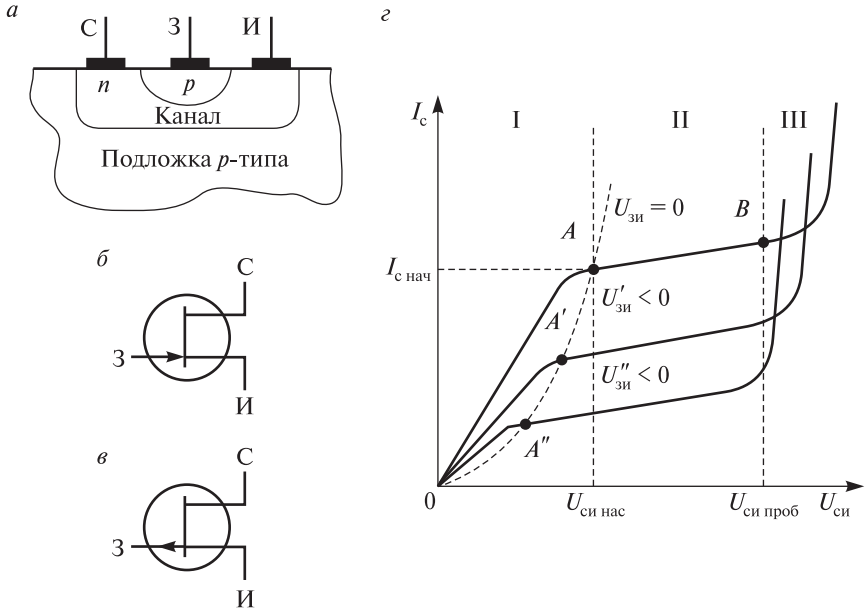 а
С З И
n p
Канал
Подложка p-типа
б
С
З
И
в
С
З
И
г
Iс
I II III
Uзи = 0
A B
Iс нач
U′зи < 0
A′
U″зи < 0
A″
0 Uси нас Uси проб Uси